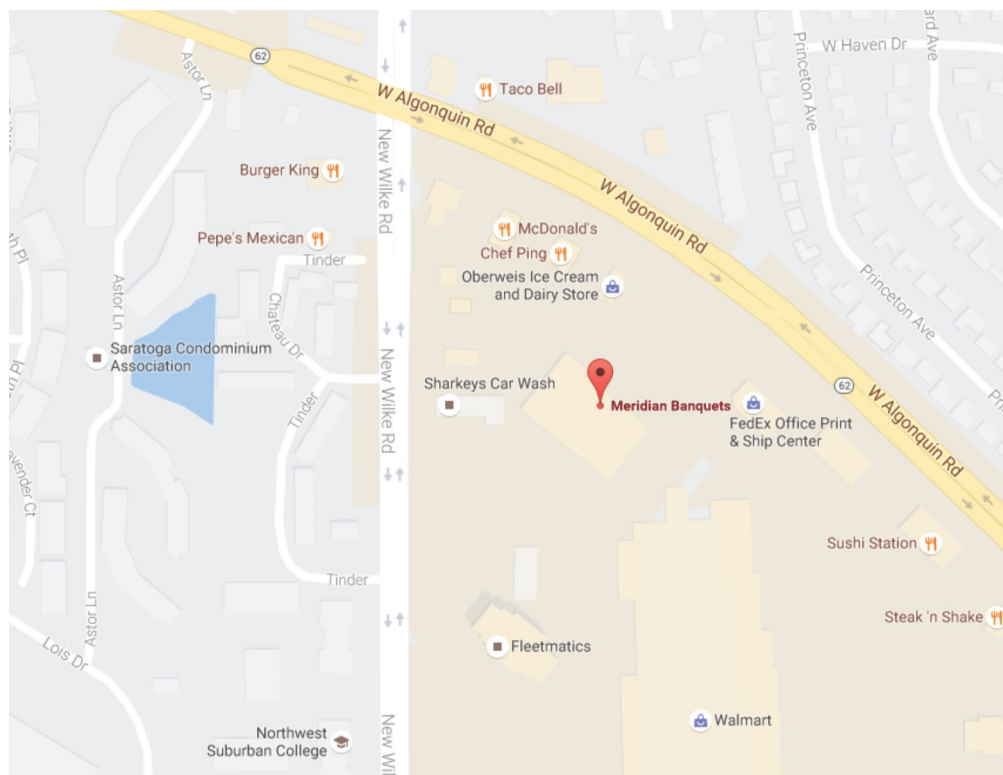 W Haven Dr
Astor Ln
62
Taco Bell
W Algonquin Rd
Princeton Ave
New Wilke Rd
Burger King
W Algonquin Rd
McDonald's
Pepe's Mexican
Chef Ping
Tinder
Oberweis Ice Cream
and Dairy Store
Princeton Ave
Astor Ln
Chateau Dr
Saratoga Condominium
Association
New Wilke Rd
Sharkeys Car Wash
62
W Algonquin Rd
Meridian Banquets
Tinder
FedEx Office Print
& Ship Center
Sushi Station
Tinder
Astor Ln
Steak 'n Shake
Lois Dr
Fleetmatics
Walmart
Northwest
Suburban College